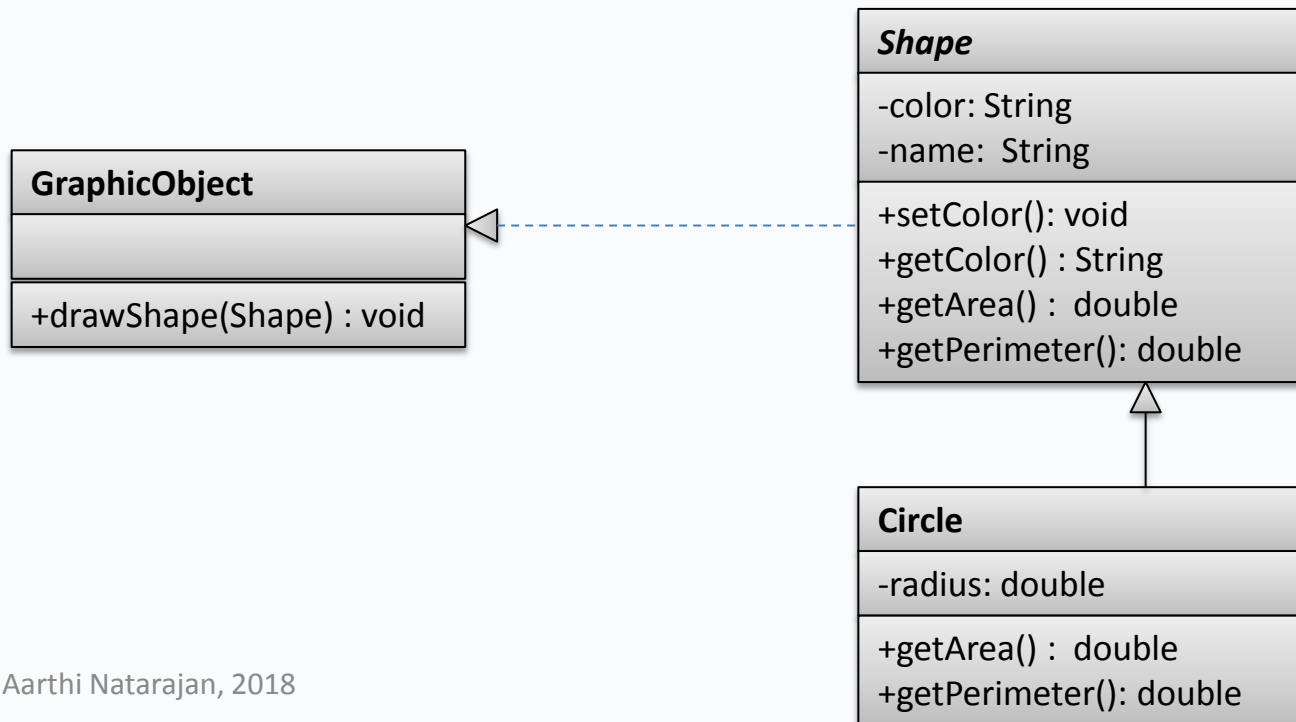 GraphicObject
+drawShape(Shape) : void
Shape
-color: String
-name: String
+setColor(): void
+getColor() : String
+getArea() : double
+getPerimeter(): double
Circle
-radius: double
+getArea() : double
+getPerimeter(): double
Aarthi Natarajan, 2018